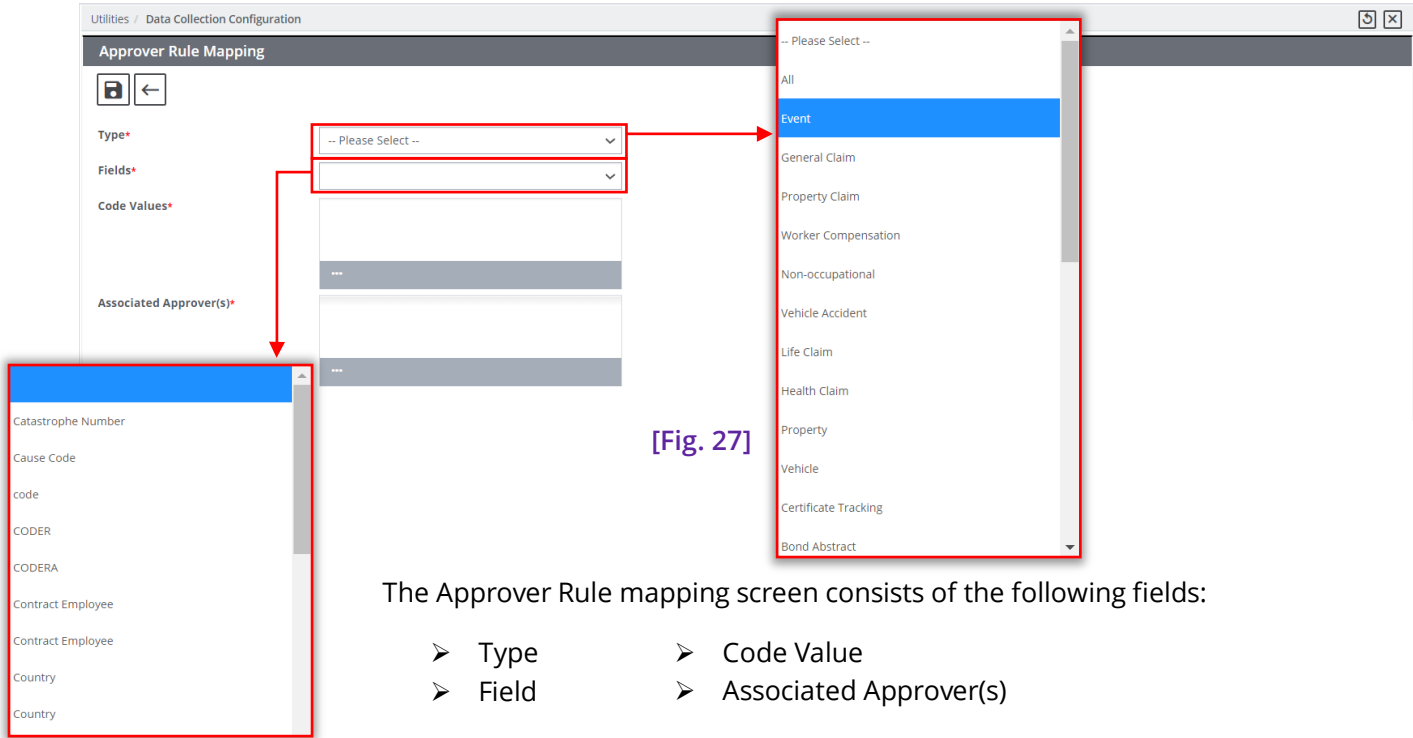 Utilities / Data Collection Configuration
Approver Rule Mapping
Type*
-- Please Select --
Fields*
Code Values*
...
Associated Approver(s)*
...
-- Please Select --
All
Event
General Claim
Property Claim
Worker Compensation
Non-occupational
Vehicle Accident
Life Claim
Health Claim
Property
Vehicle
Certificate Tracking
Bond Abstract
Catastrophe Number
Cause Code
code
CODER
CODERA
Contract Employee
Contract Employee
Country
Country
[Fig. 27]
The Approver Rule mapping screen consists of the following fields:
➢ Type
➢ Field
➢ Code Value
➢ Associated Approver(s)